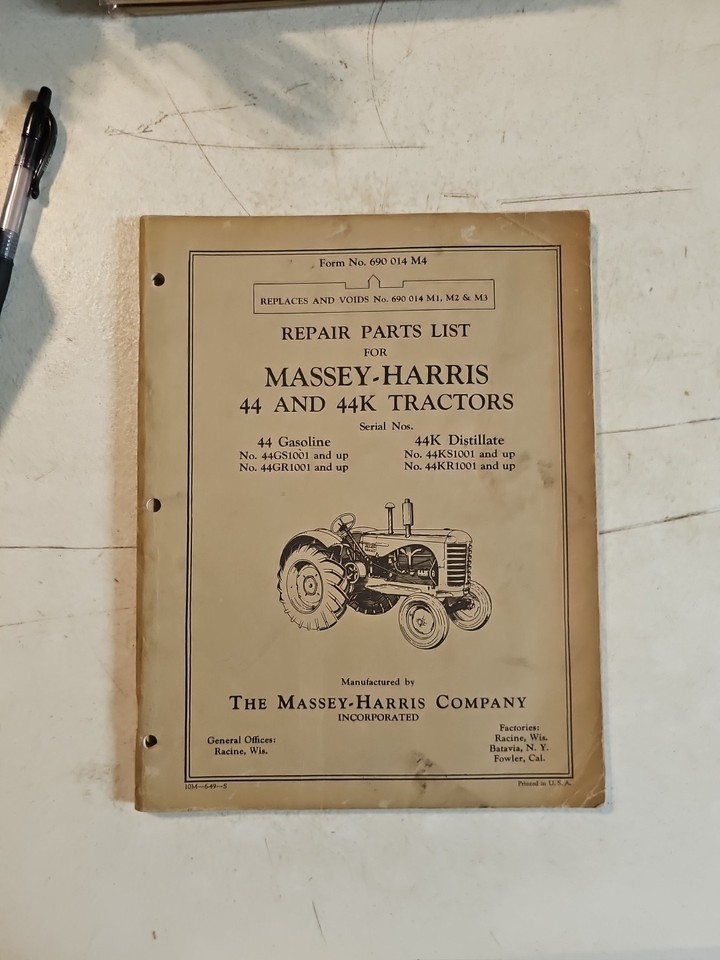 Form No. 690 014 M4
REPLACES AND VOIDS No. 690 014 M1, M2 & M3
REPAIR PARTS LIST
FOR
MASSEY-HARRIS
44 AND 44K TRACTORS
Serial Nos.
44 Gasoline
No. 44GS1001 and up
No. 44GR1001 and up
44K Distillate
No. 44KS1001 and up
No. 44KR1001 and up
Manufactured by
THE MASSEY-HARRIS COMPANY
INCORPORATED
General Offices:
Racine, Wis.
Factories:
Racine, Wis.
Batavia, N. Y.
Fowler, Cal.
10M—6-49—S
Printed in U. S. A.